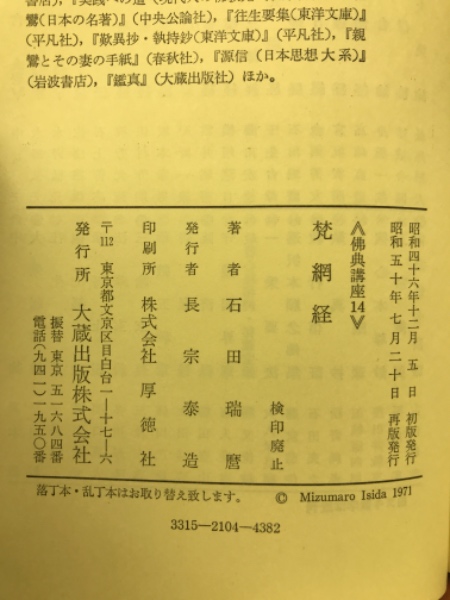 鸞(日本の名著)』(中央公論社),『往生要集(東洋文庫)』
(平凡社),『歎異抄・執持鈔(東洋文庫)』(平凡社),『親
鸞とその妻の手紙』(春秋社),『源信(日本思想大系)』
(岩波書店),『鑑真』(大蔵出版社)ほか。
昭和四十六年十二月 五 日 初版発行
昭和五十年七月二十日 再版発行
《佛典講座14》
梵網経
検印廃止
著者 石田瑞麿
発行者 長宗泰造
印刷所 株式会社 厚徳社
〒112 東京都文京区目白台一―十七―六
発行所 大蔵出版株式会社
振替 東京 五一六八四番
電話(九四一)一九五〇番
落丁本・乱丁本はお取り替え致します。
© Mizumaro Isida 1971
3315—2104—4382